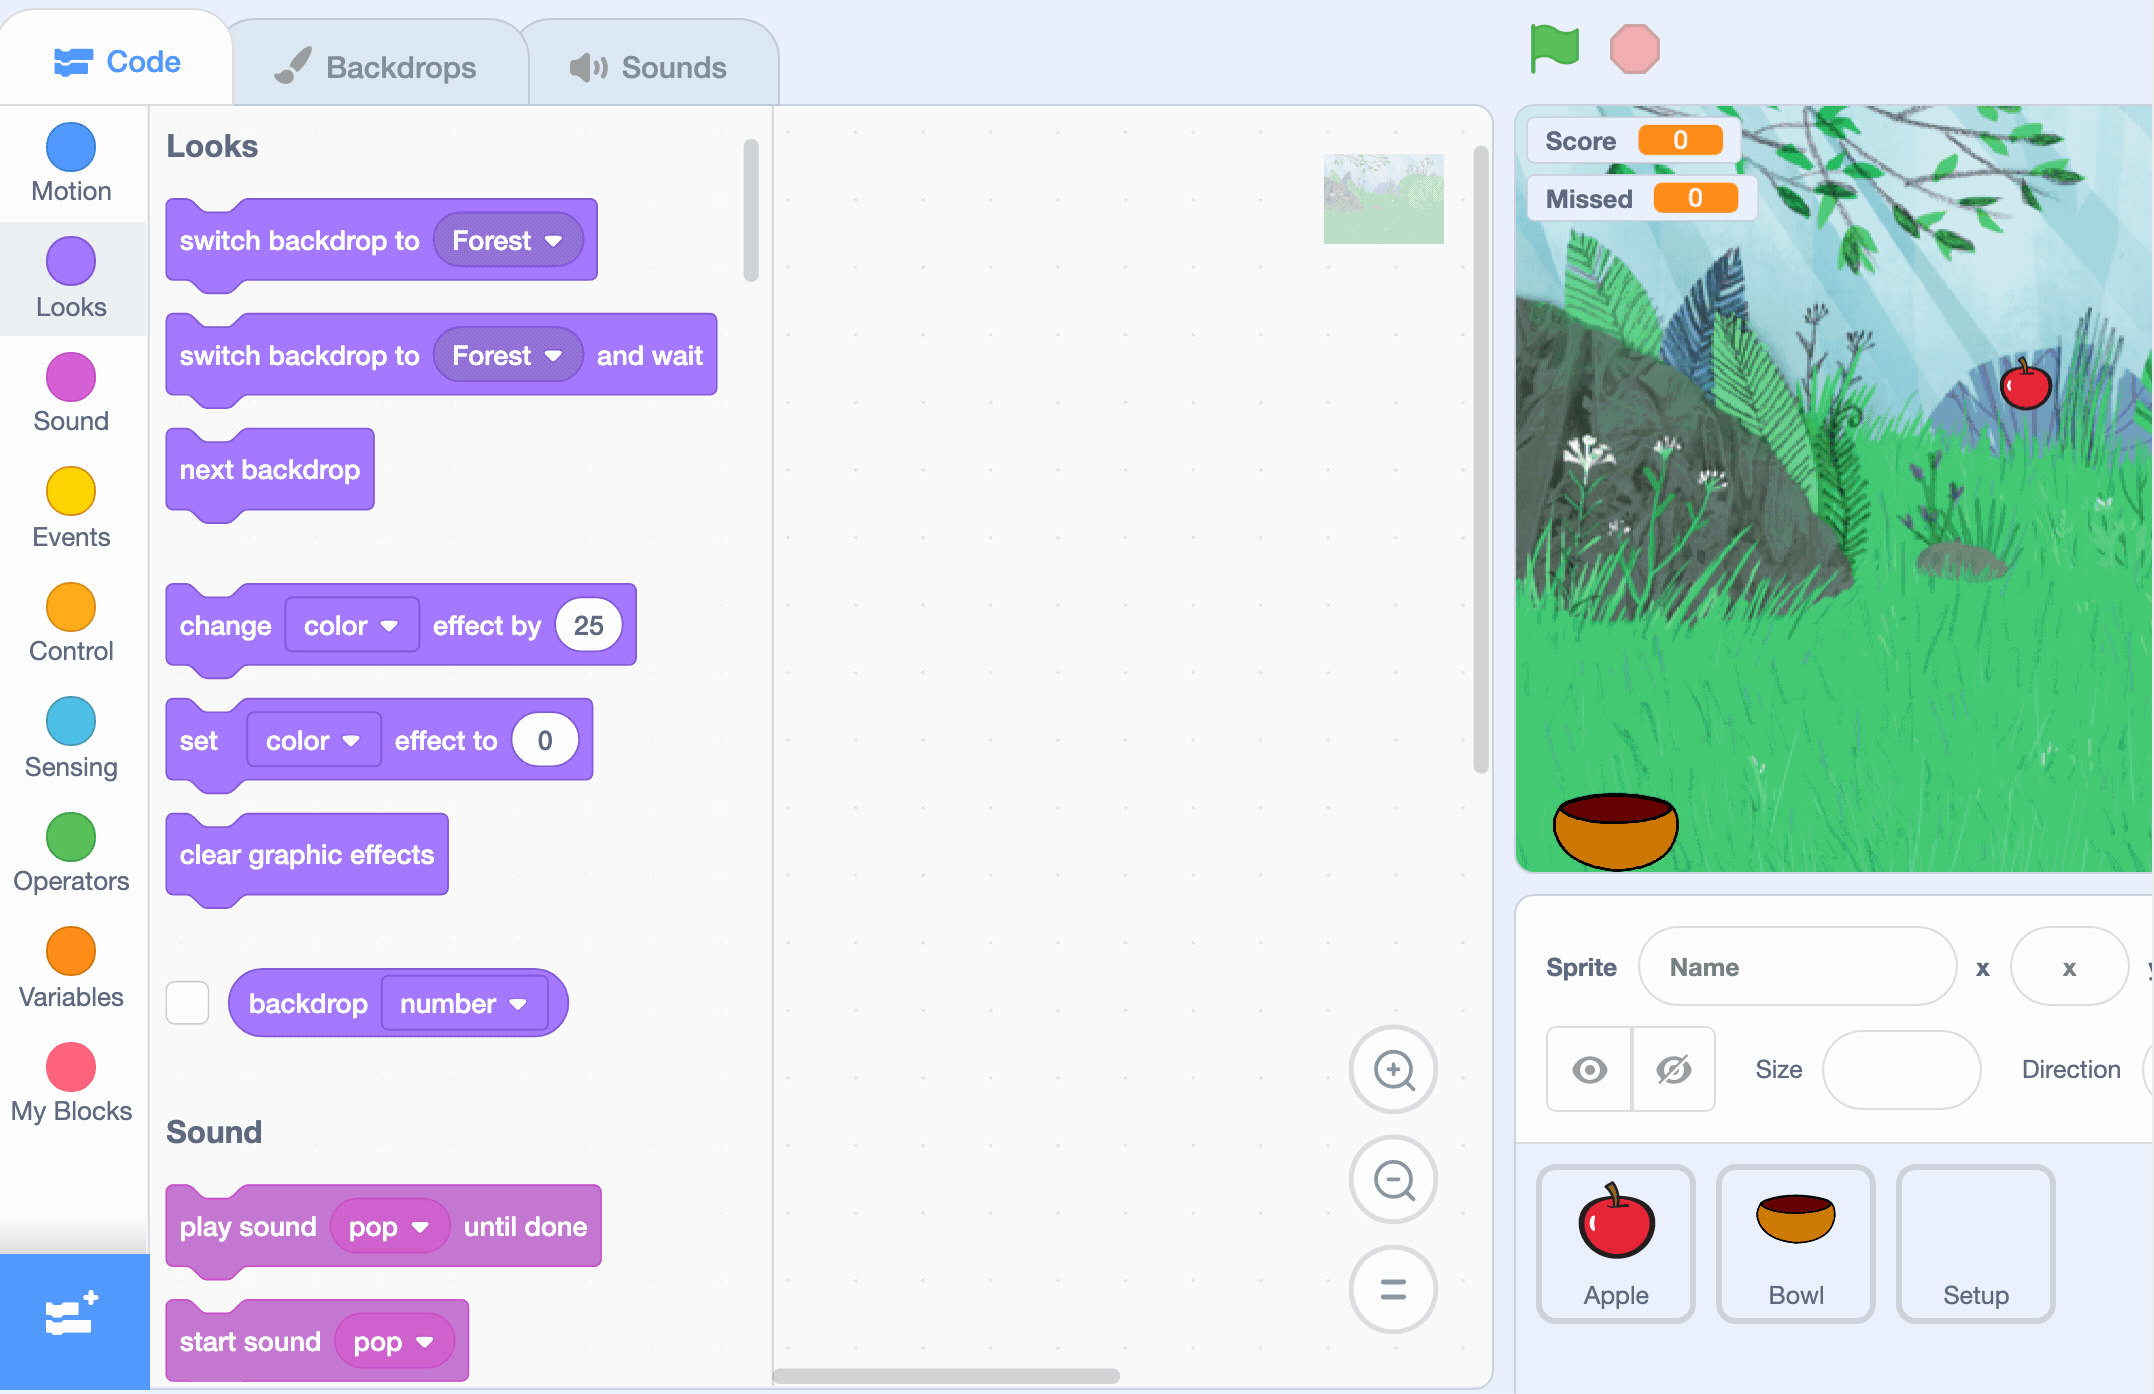 Code
Backdrops
Sounds
Motion
Looks
Sound
Events
Control
Sensing
Operators
Variables
My Blocks
Looks
switch backdrop to Forest
switch backdrop to Forest and wait
next backdrop
change color effect by 25
set color effect to 0
clear graphic effects
backdrop number
Sound
play sound pop until done
start sound pop
Score 0
Missed 0
Sprite Name x x
Size Direction
Apple
Bowl
Setup